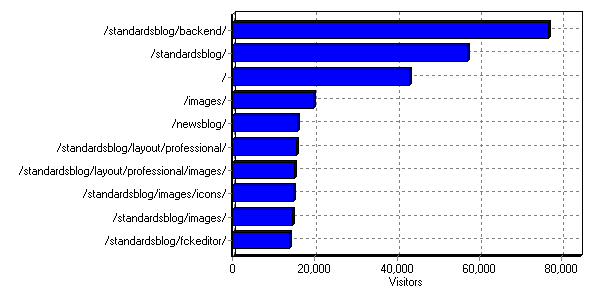 /standardsblog/backend/
/standardsblog/
/
/images/
/newsblog/
/standardsblog/layout/professional/
/standardsblog/layout/professional/images/
/standardsblog/images/icons/
/standardsblog/images/
/standardsblog/fckeditor/
0 20,000 40,000 60,000 80,000
Visitors